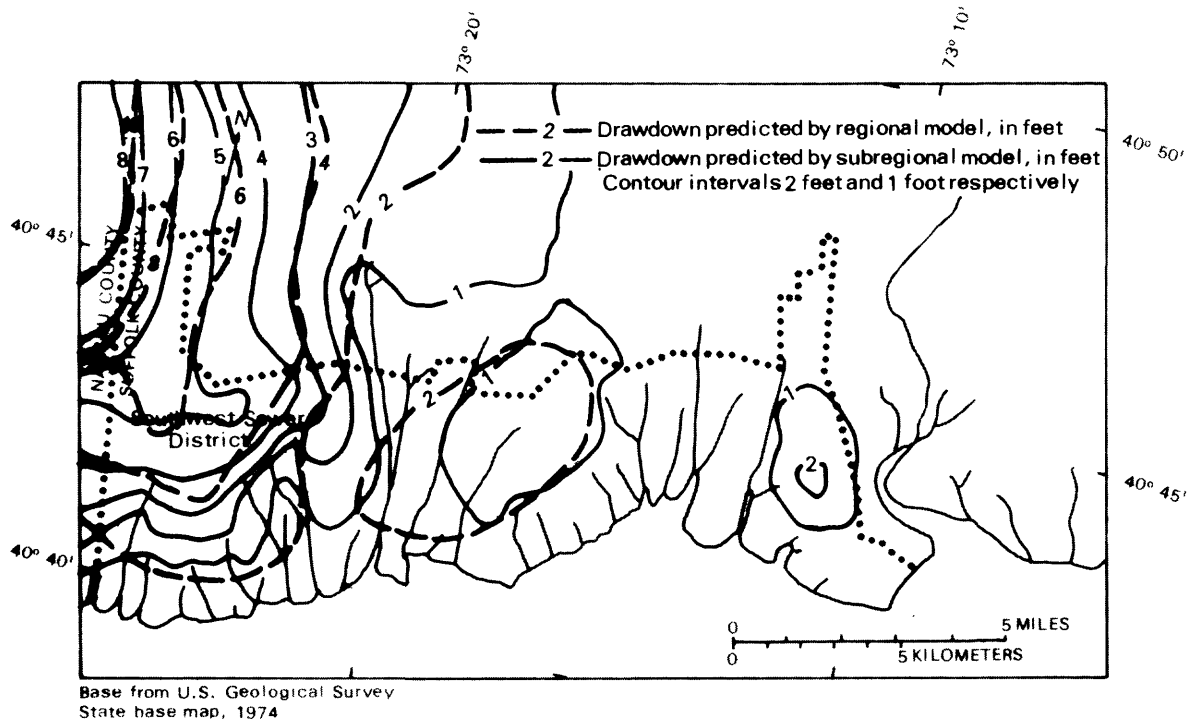 73° 20'
73° 10'
2 Drawdown predicted by regional model, in feet
2 Drawdown predicted by subregional model, in feet
Contour intervals 2 feet and 1 foot respectively
40° 50'
6
5
4
3
8
7
4
6
2
2
40° 45'
8
1
NASSAU COUNTY
SUFFOLK COUNTY
1
2
1
Southwest Sewer
District
2
40° 45'
40° 40'
0
5 MILES
0
5 KILOMETERS
Base from U.S. Geological Survey
State base map, 1974